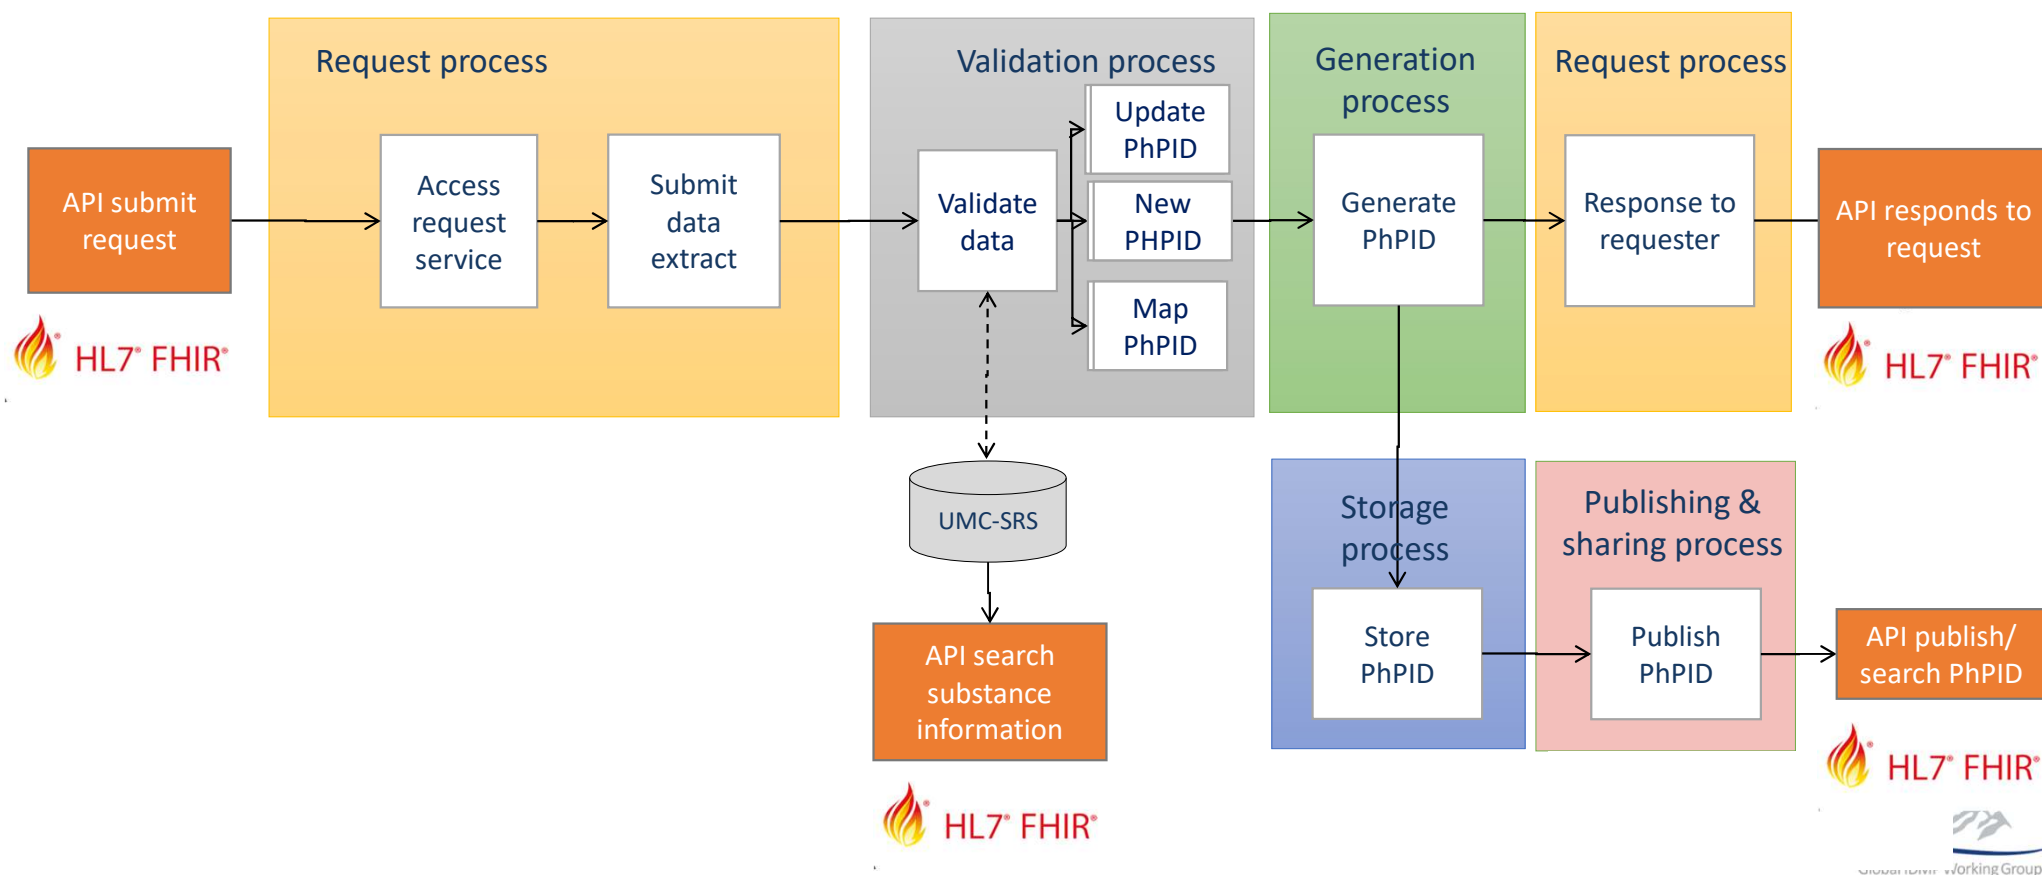 Request process
API submit
request
Access
request
service
Submit
data
extract
HL7® FHIR®
Validation process
Validate
data
Update
PhPID
New
PHPID
Map
PhPID
Generation
process
Generate
PhPID
Request process
Response to
requester
API responds to
request
HL7® FHIR®
UMC-SRS
API search
substance
information
HL7® FHIR®
Storage
process
Store
PhPID
Publishing &
sharing process
Publish
PhPID
API publish/
search PhPID
HL7® FHIR®
Global IDMP Working Group